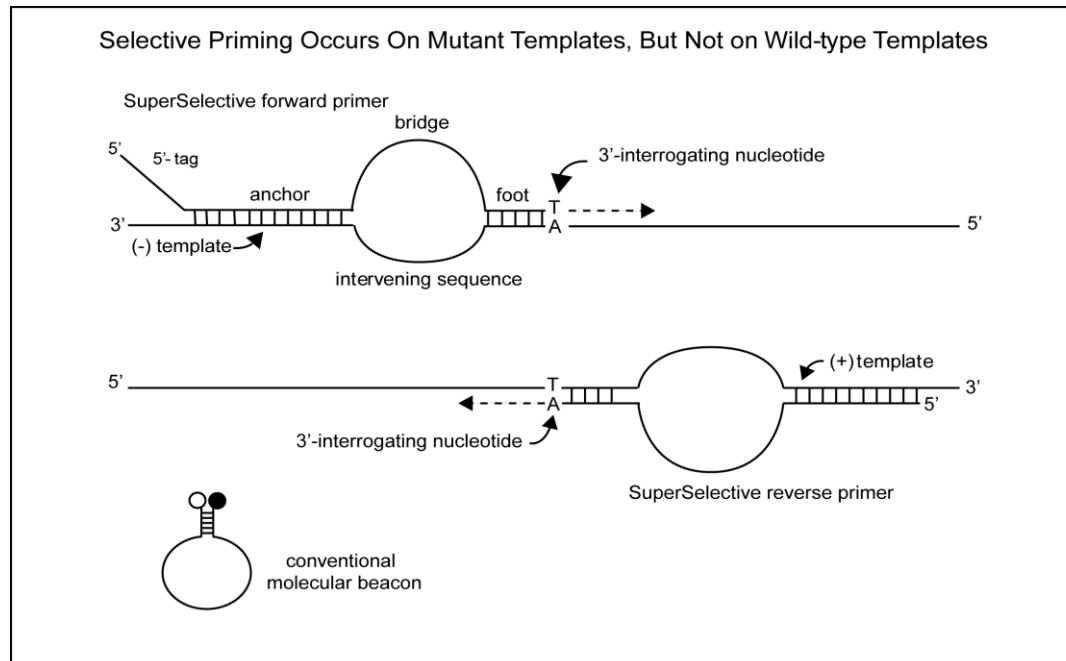 Selective Priming Occurs On Mutant Templates, But Not on Wild-type Templates
SuperSelective forward primer
bridge
5’
5’- tag
3’-interrogating nucleotide
anchor
foot
T
3’
A
5’
(-) template
intervening sequence
(+) template
5’
T
3’
A
5’
3’-interrogating nucleotide
SuperSelective reverse primer
conventional
molecular beacon